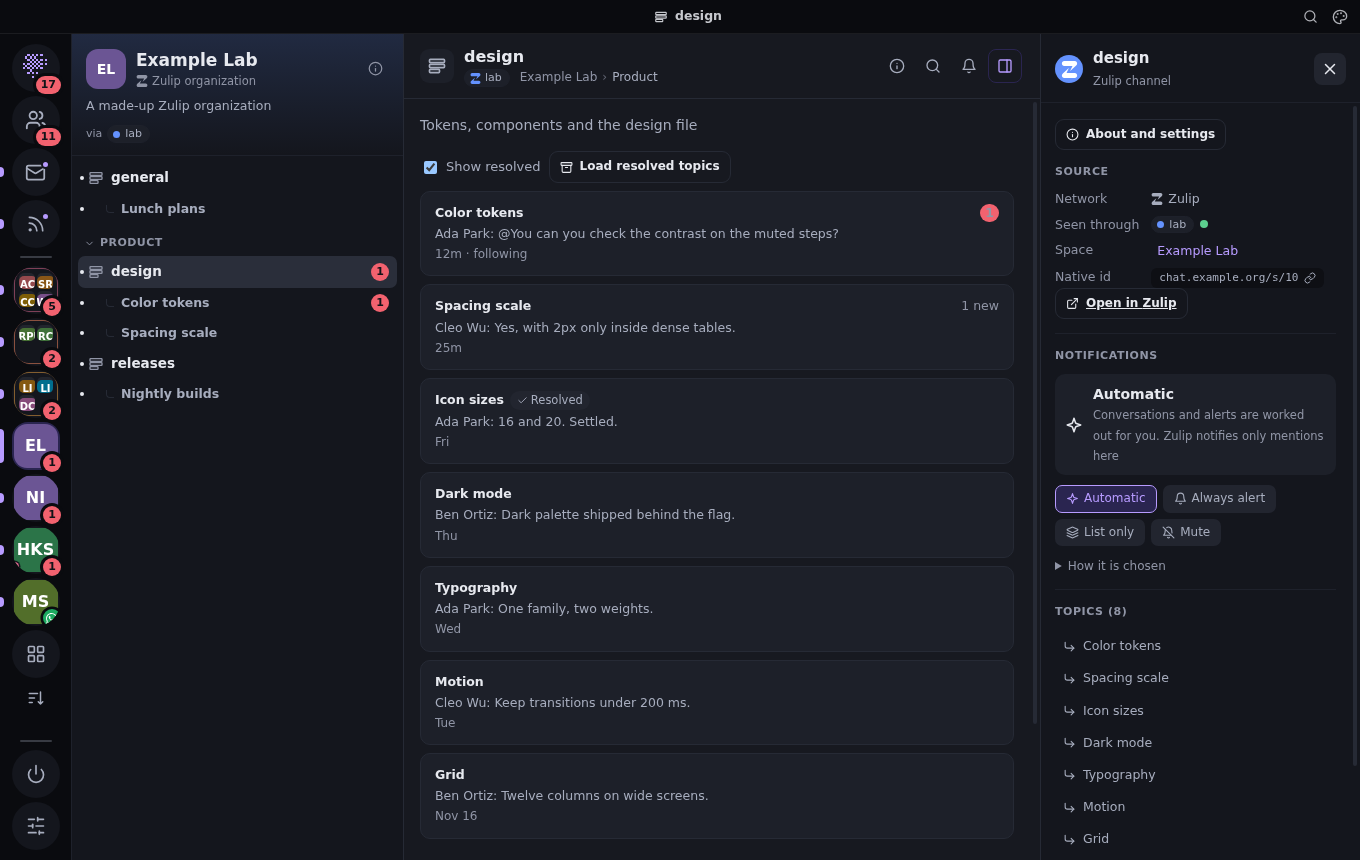 design
17
11
AC SR
CC
5
RP RC
2
LI LI
DC
2
EL
1
NI
1
HKS
1
MS
EL
Example Lab
Zulip organization
A made-up Zulip organization
via lab
general
Lunch plans
PRODUCT
design 1
Color tokens 1
Spacing scale
releases
Nightly builds
design
lab Example Lab › Product
Tokens, components and the design file
Show resolved Load resolved topics
Color tokens
Ada Park: @You can you check the contrast on the muted steps?
12m · following
Spacing scale 1 new
Cleo Wu: Yes, with 2px only inside dense tables.
25m
Icon sizes Resolved
Ada Park: 16 and 20. Settled.
Fri
Dark mode
Ben Ortiz: Dark palette shipped behind the flag.
Thu
Typography
Ada Park: One family, two weights.
Wed
Motion
Cleo Wu: Keep transitions under 200 ms.
Tue
Grid
Ben Ortiz: Twelve columns on wide screens.
Nov 16
design
Zulip channel
About and settings
SOURCE
Network Zulip
Seen through lab
Space Example Lab
Native id chat.example.org/s/10
Open in Zulip
NOTIFICATIONS
Automatic
Conversations and alerts are worked
out for you. Zulip notifies only mentions
here
Automatic Always alert
List only Mute
How it is chosen
TOPICS (8)
Color tokens
Spacing scale
Icon sizes
Dark mode
Typography
Motion
Grid